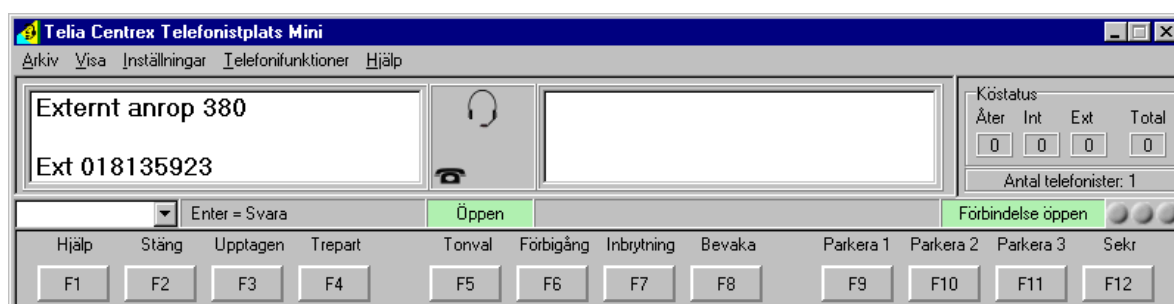 Telia Centrex Telefonistplats Mini
Arkiv Visa Inställningar Telefonifunktioner Hjälp
Externt anrop 380
Ext 018135923
Köstatus
Åter Int Ext Total
0 0 0 0
Antal telefonister: 1
Enter = Svara Öppen Förbindelse öppen
Hjälp Stäng Upptagen Trepart Tonval Förbigång Inbrytning Bevaka Parkera 1 Parkera 2 Parkera 3 Sekr
F1 F2 F3 F4 F5 F6 F7 F8 F9 F10 F11 F12